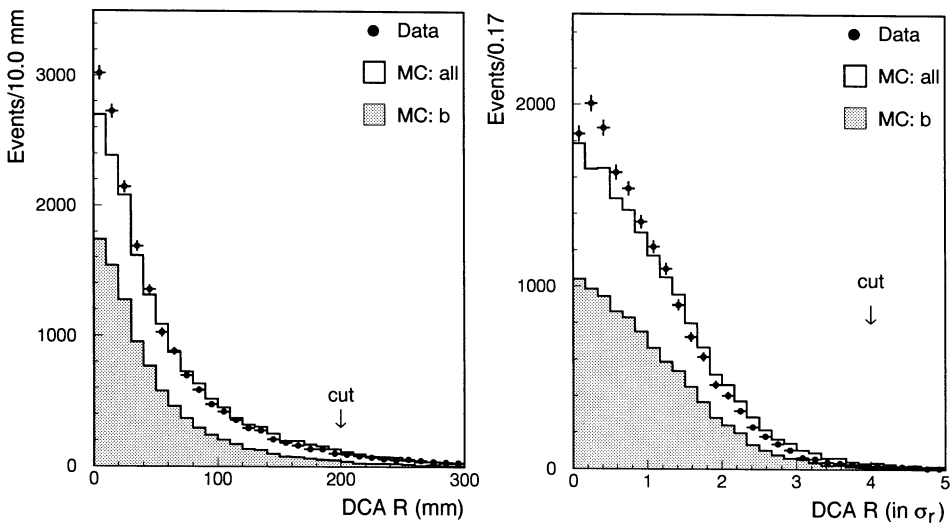 Events/10.0 mm
3000
2000
1000
0
Data
MC: all
MC: b
cut
0
100
200
300
DCA R (mm)
Events/0.17
2000
1000
0
Data
MC: all
MC: b
cut
0
1
2
3
4
5
DCA R (in σr)